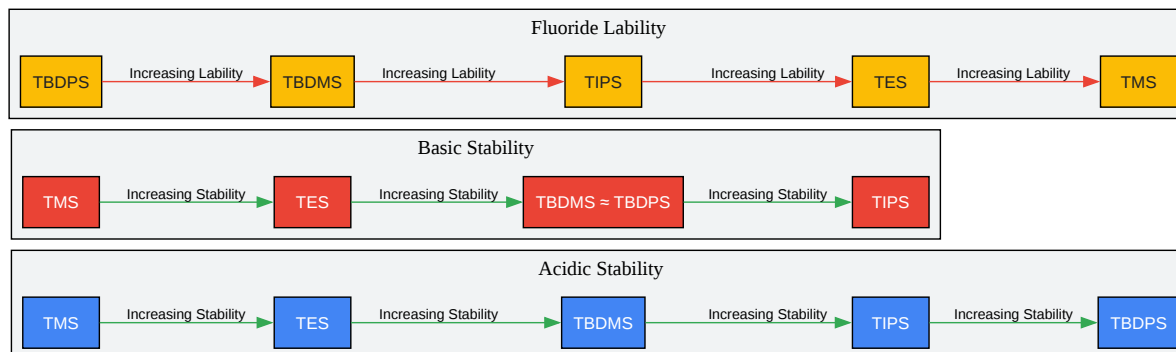 Fluoride Lability
TBDPS Increasing Lability TBDMS Increasing Lability TIPS Increasing Lability TES Increasing Lability TMS
Basic Stability
TMS Increasing Stability TES Increasing Stability TBDMS ≈ TBDPS Increasing Stability TIPS
Acidic Stability
TMS Increasing Stability TES Increasing Stability TBDMS Increasing Stability TIPS Increasing Stability TBDPS